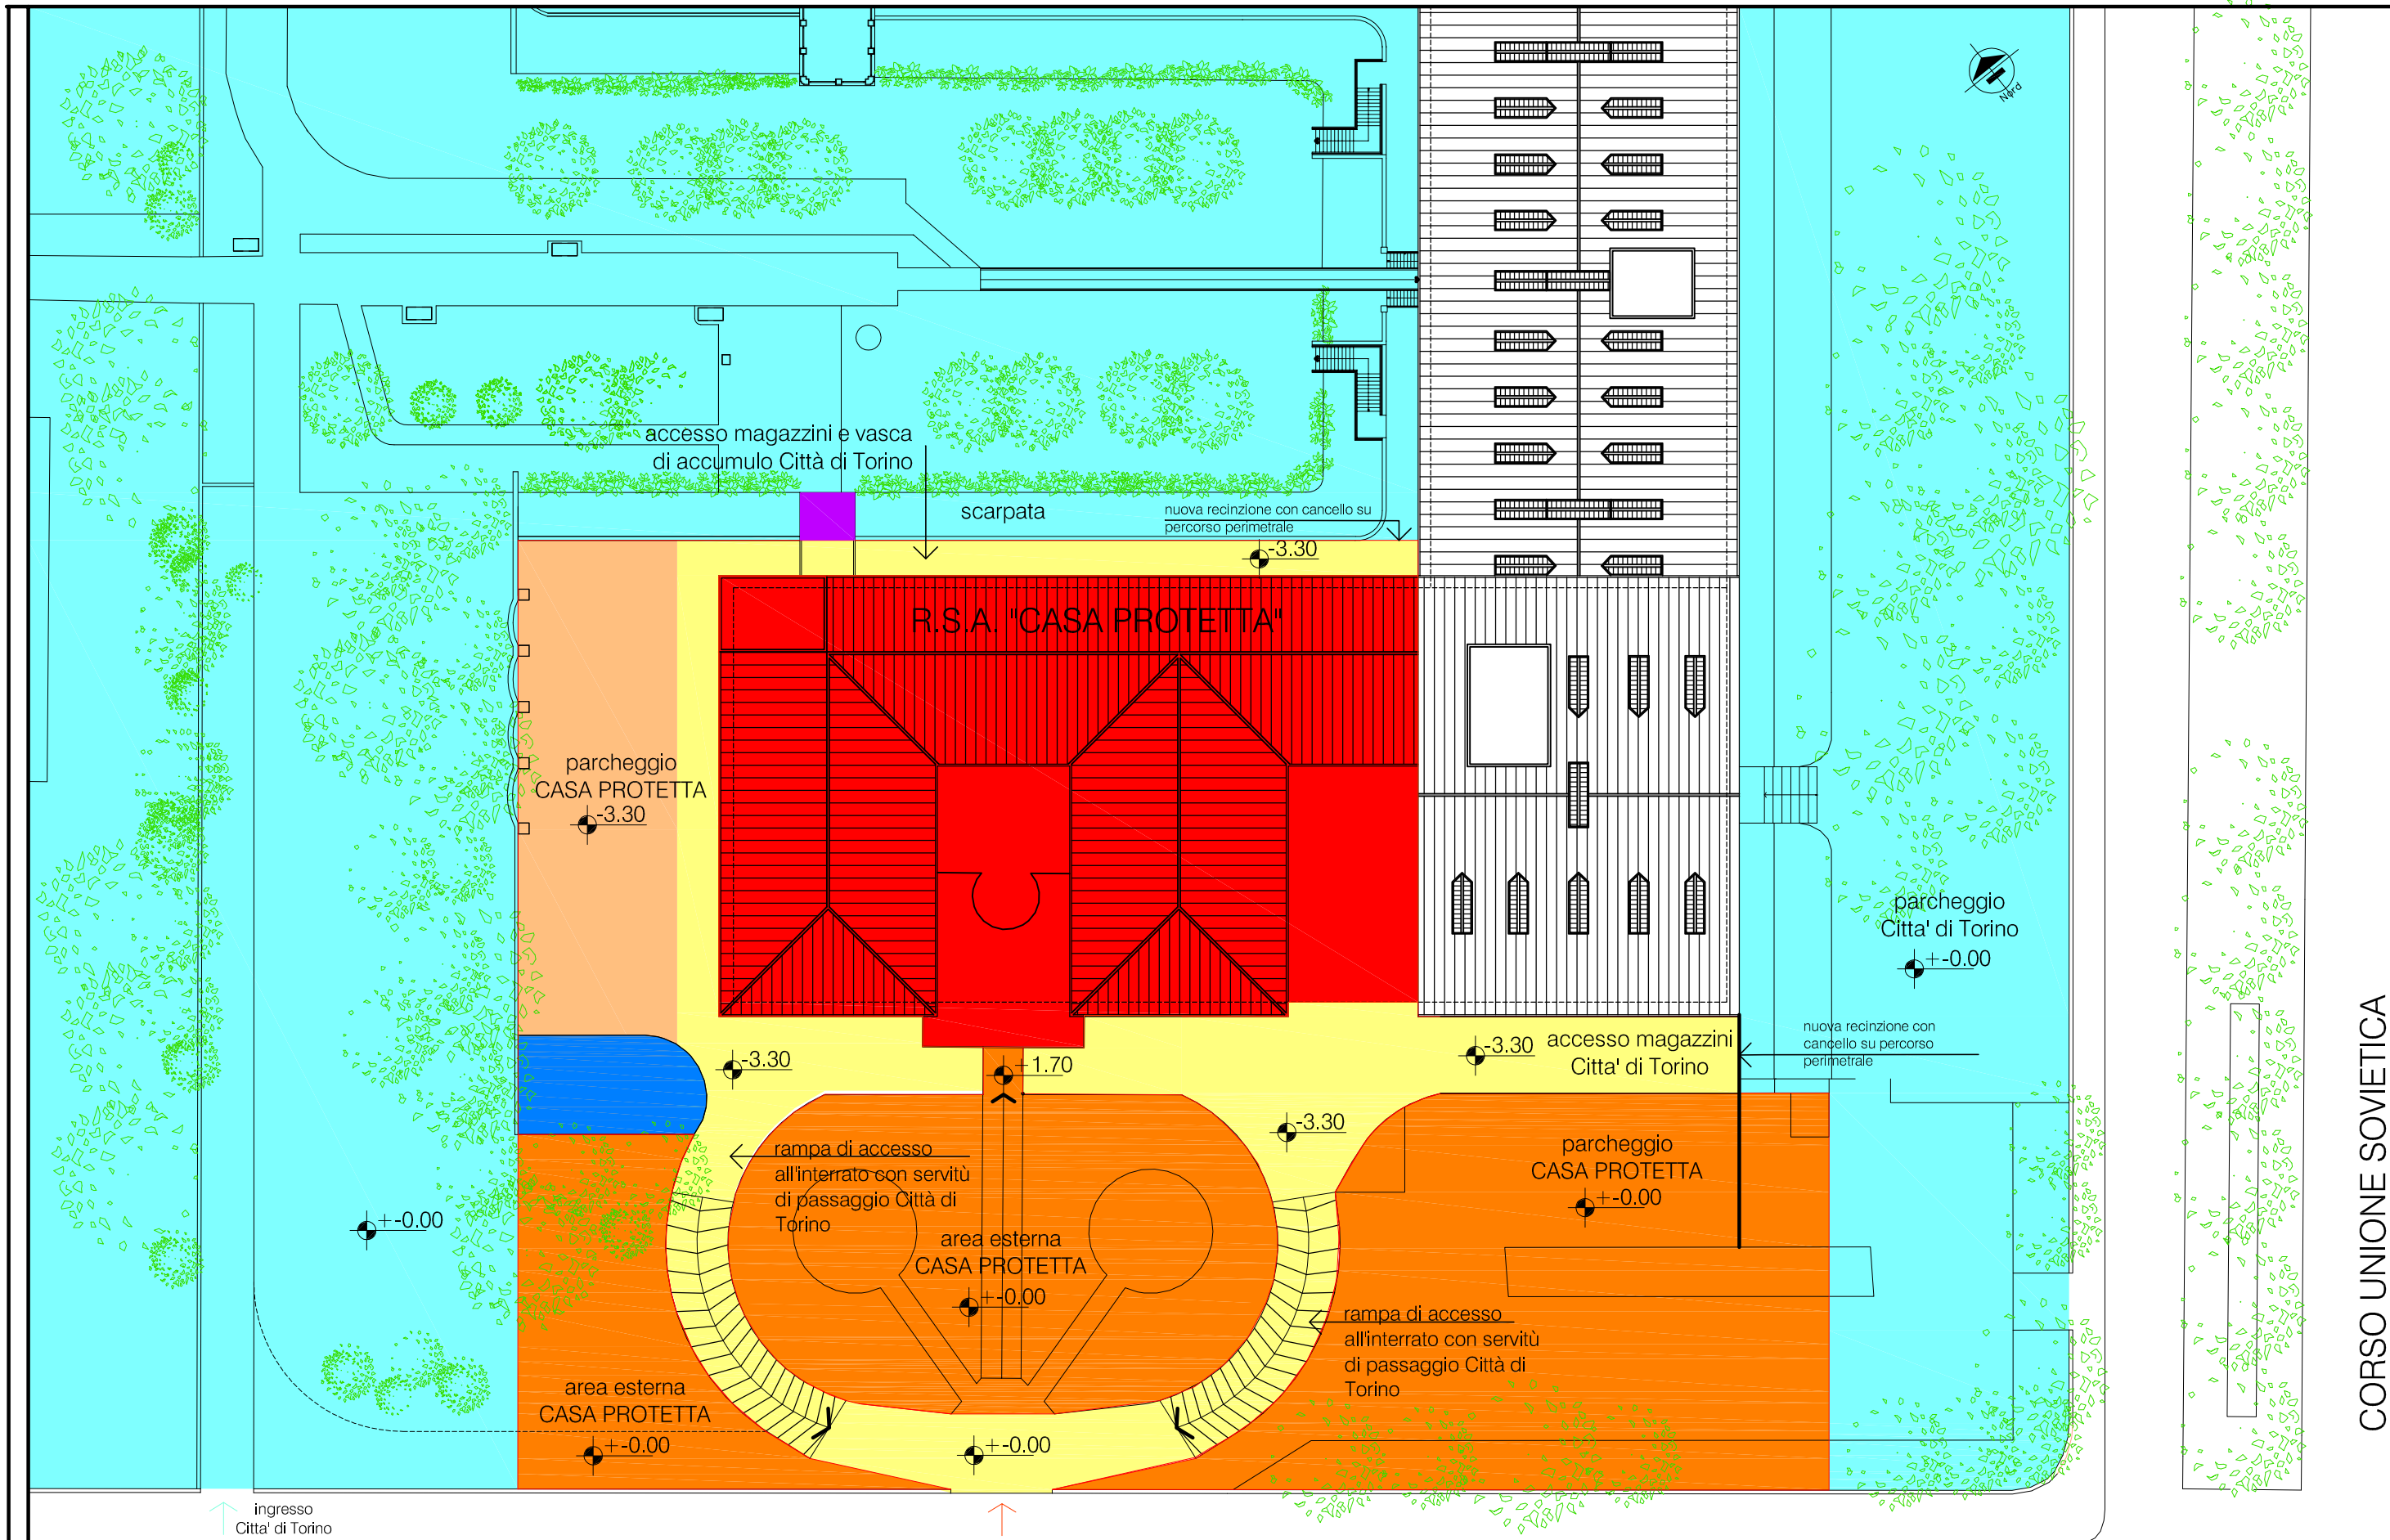 Nord
accesso magazzini e vasca
di accumulo Città di Torino
scarpata
nuova recinzione con cancello su
percorso perimetrale
-3.30
R.S.A. "CASA PROTETTA"
parcheggio
CASA PROTETTA
-3.30
parcheggio
Citta' di Torino
+-0.00
-3.30
+1.70
-3.30
accesso magazzini
Citta' di Torino
nuova recinzione con
cancello su percorso
perimetrale
-3.30
rampa di accesso
all'interrato con servitù
di passaggio Città di
Torino
parcheggio
CASA PROTETTA
+-0.00
+-0.00
area esterna
CASA PROTETTA
+-0.00
rampa di accesso
all'interrato con servitù
di passaggio Città di
Torino
area esterna
CASA PROTETTA
+-0.00
+-0.00
ingresso
Citta' di Torino
CORSO UNIONE SOVIETICA